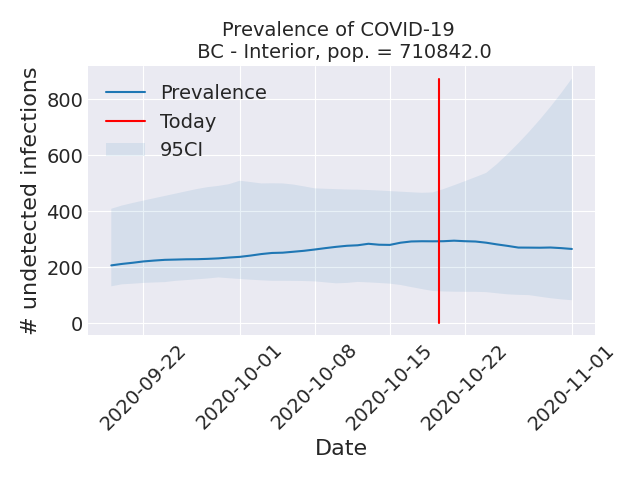 Prevalence of COVID-19
BC - Interior, pop. = 710842.0
# undetected infections
800
600
400
200
0
Prevalence
Today
95CI
2020-09-22
2020-10-01
2020-10-08
2020-10-15
2020-10-22
2020-11-01
Date